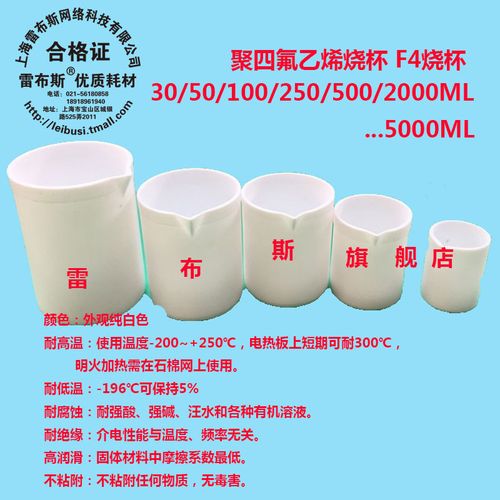 上海雷布斯网络科技有限公司
合格证
雷布斯®优质耗材
电话:021-56180858
18918961940
地址:上海市宝山区城银
路525弄2011
http://leibusi.tmall.com
聚四氟乙烯烧杯 F4烧杯
30/50/100/250/500/2000ML
...5000ML
雷 布 斯 旗 舰 店
颜色:外观纯白色
耐高温:使用温度-200~+250℃,电热板上短期可耐300℃,
明火加热需在石棉网上使用。
耐低温:-196℃可保持5%
耐腐蚀:耐强酸、强碱、汪水和各种有机溶液。
耐绝缘:介电性能与温度、频率无关。
高润滑:固体材料中摩擦系数最低。
不粘附:不粘附任何物质,无毒害。